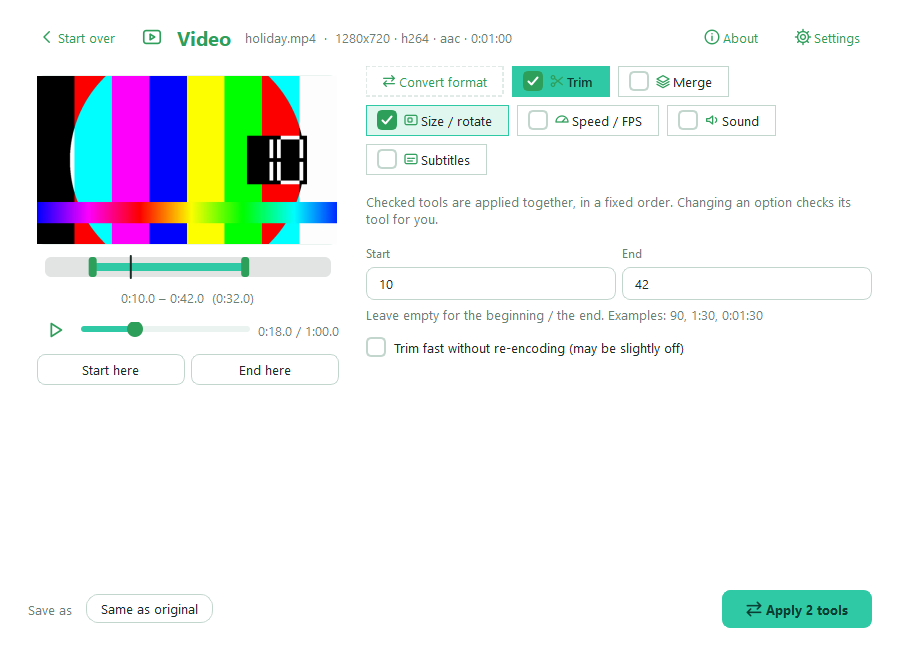 Start over
Video
holiday.mp4 · 1280x720 · h264 · aac · 0:01:00
About
Settings
Convert format
Trim
Merge
Size / rotate
Speed / FPS
Sound
Subtitles
Checked tools are applied together, in a fixed order. Changing an option checks its
tool for you.
Start
End
10
42
Leave empty for the beginning / the end. Examples: 90, 1:30, 0:01:30
Trim fast without re-encoding (may be slightly off)
0:10.0 – 0:42.0 (0:32.0)
0:18.0 / 1:00.0
Start here
End here
Save as
Same as original
Apply 2 tools